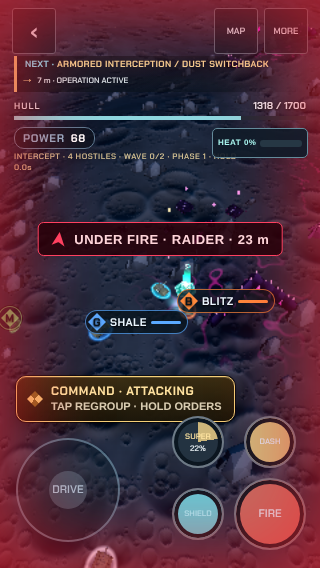 ‹
MAP
MORE
NEXT · ARMORED INTERCEPTION / DUST SWITCHBACK
→ 7 m · OPERATION ACTIVE
HULL
1318 / 1700
POWER 68
HEAT 0%
INTERCEPT · 4 HOSTILES · WAVE 0/2 · PHASE 1 ·
0.0s
UNDER FIRE · RAIDER · 23 m
B BLITZ
SHALE
M
COMMAND · ATTACKING
TAP REGROUP · HOLD ORDERS
SUPER
22%
DASH
DRIVE
SHIELD
FIRE